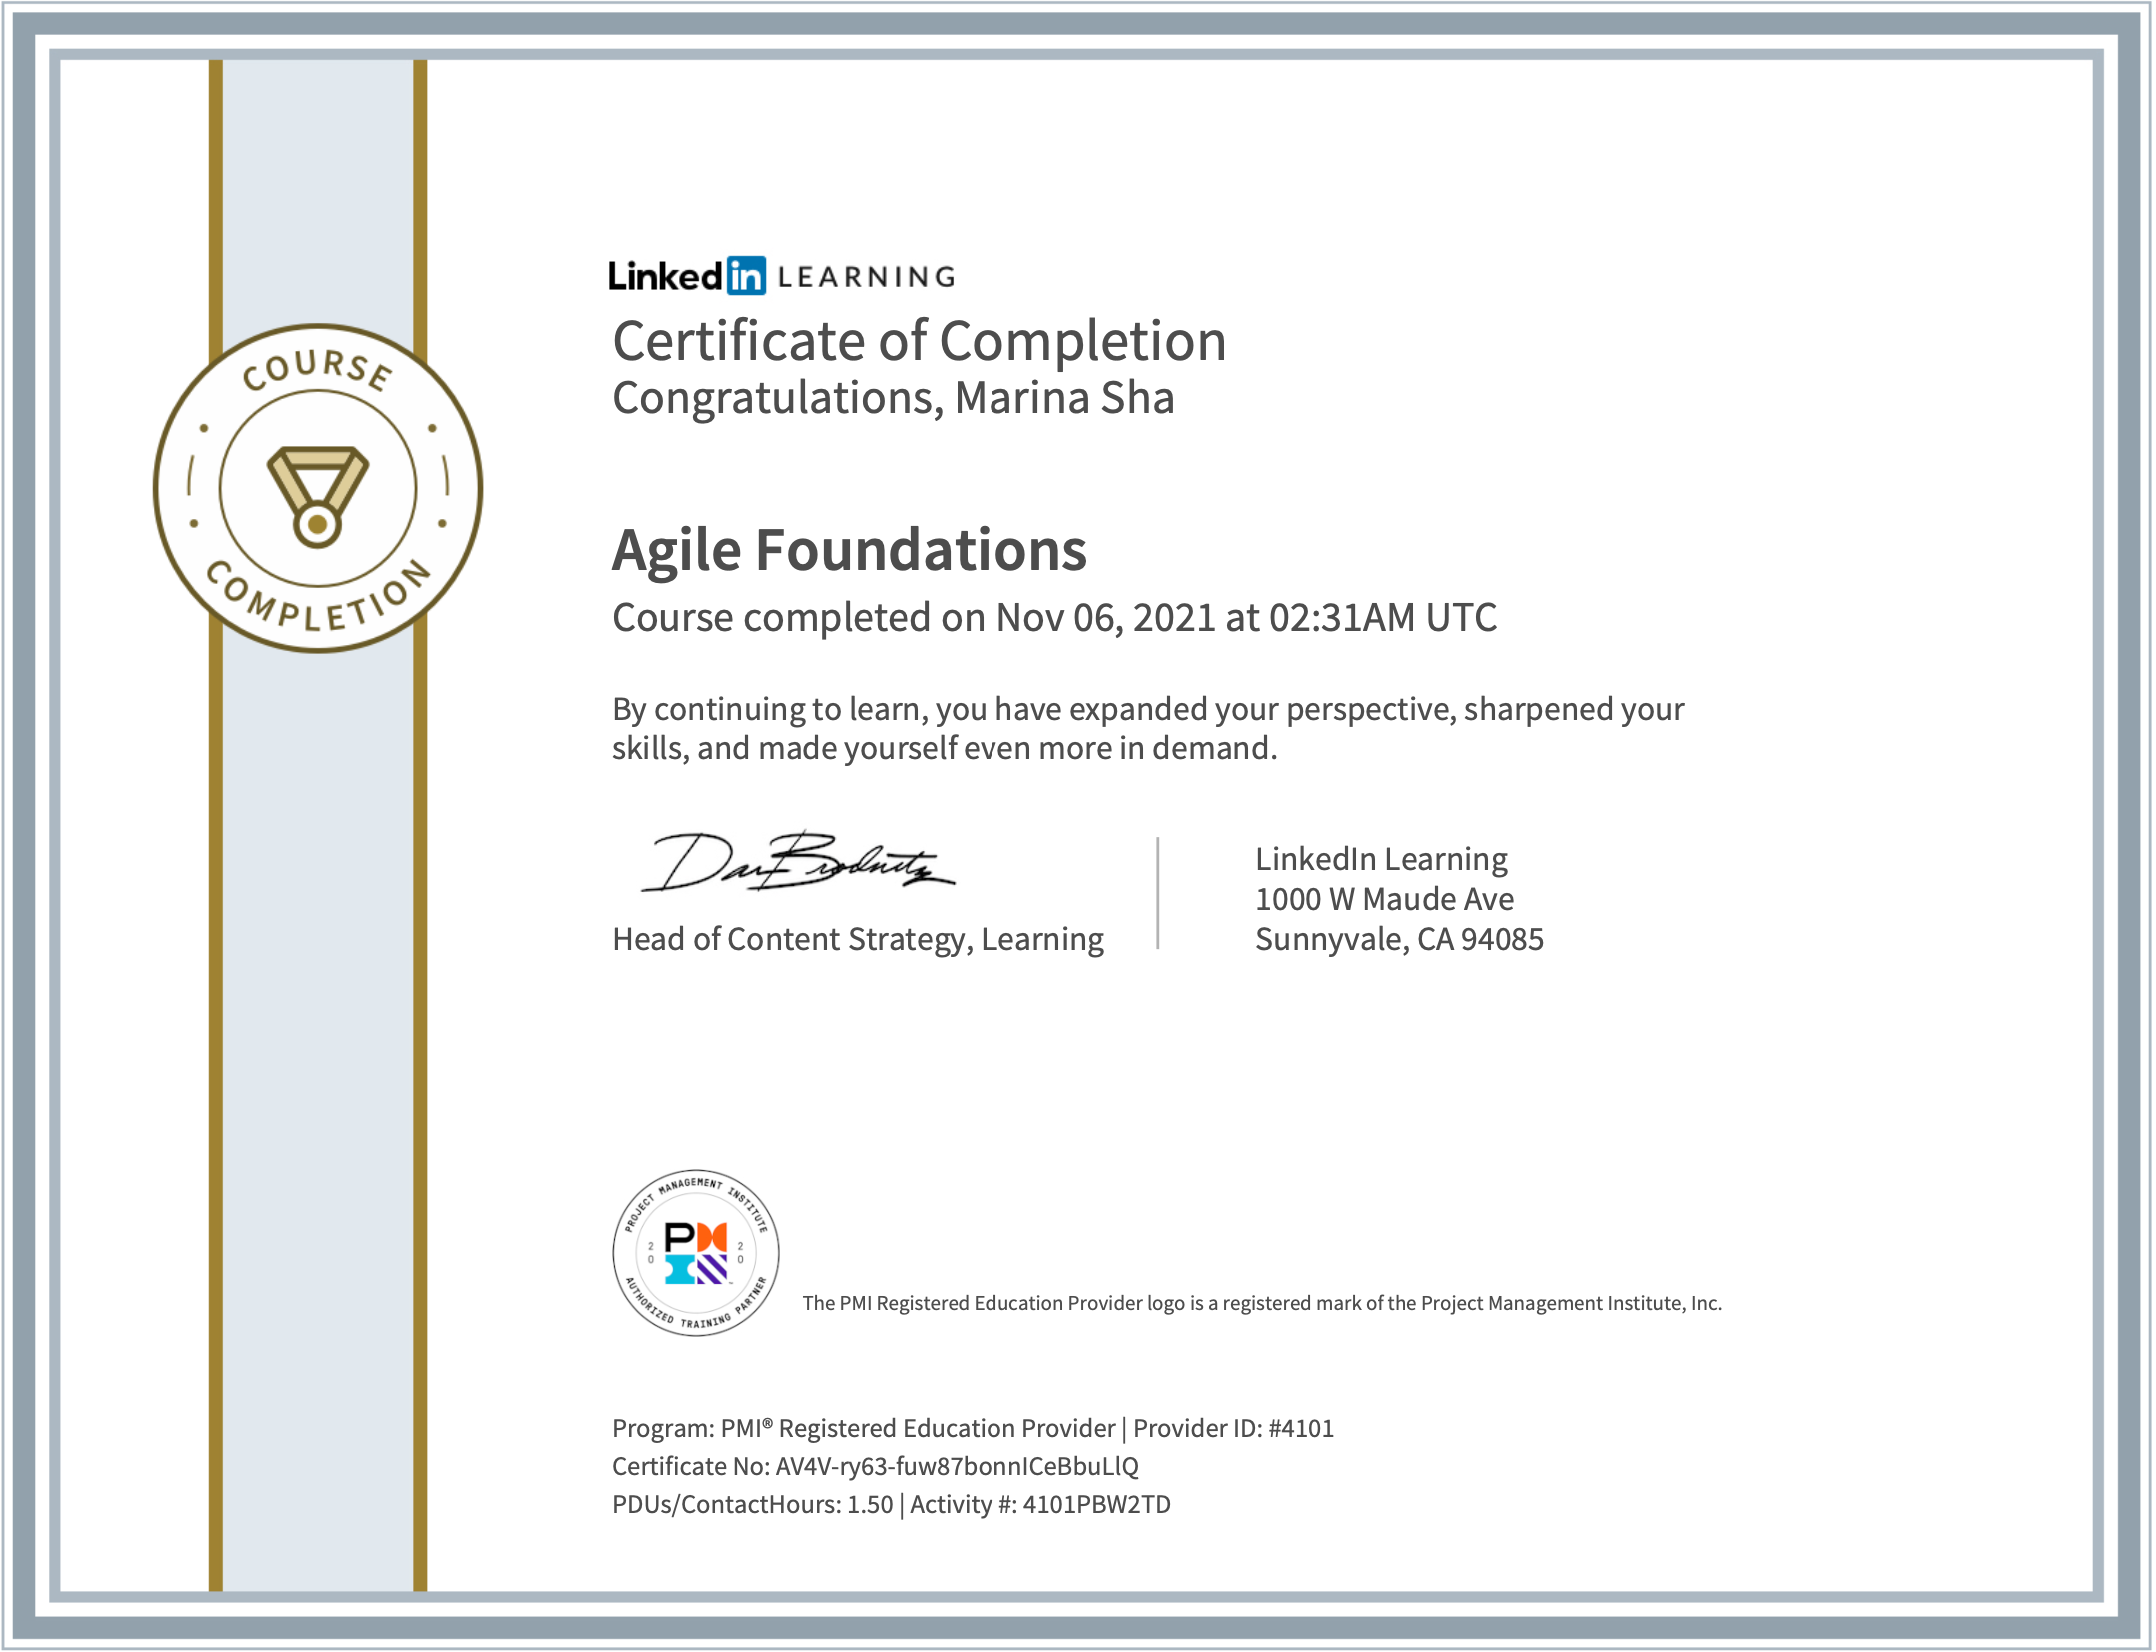 COURSE
COMPLETION
Linked in LEARNING
Certificate of Completion
Congratulations, Marina Sha
Agile Foundations
Course completed on Nov 06, 2021 at 02:31AM UTC
By continuing to learn, you have expanded your perspective, sharpened your
skills, and made yourself even more in demand.
Dan Brodnitz
Head of Content Strategy, Learning
LinkedIn Learning
1000 W Maude Ave
Sunnyvale, CA 94085
PROJECT MANAGEMENT INSTITUTE
20 PM 20
AUTHORIZED TRAINING PARTNER
The PMI Registered Education Provider logo is a registered mark of the Project Management Institute, Inc.
Program: PMI® Registered Education Provider | Provider ID: #4101
Certificate No: AV4V-ry63-fuw87bonnICeBbuLlQ
PDUs/ContactHours: 1.50 | Activity #: 4101PBW2TD